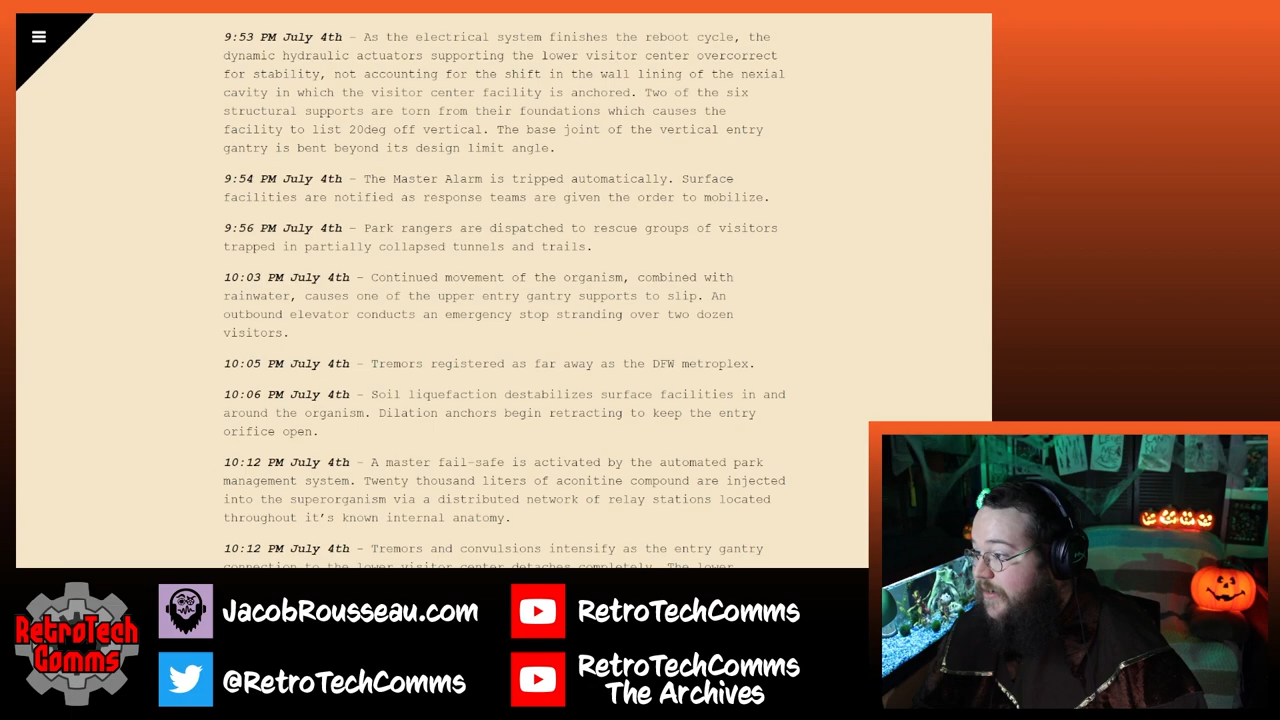 9:53 PM July 4th – As the electrical system finishes the reboot cycle, the
dynamic hydraulic actuators supporting the lower visitor center overcorrect
for stability, not accounting for the shift in the wall lining of the nexial
cavity in which the visitor center facility is anchored. Two of the six
structural supports are torn from their foundations which causes the
facility to list 20deg off vertical. The base joint of the vertical entry
gantry is bent beyond its design limit angle.
9:54 PM July 4th – The Master Alarm is tripped automatically. Surface
facilities are notified as response teams are given the order to mobilize.
9:56 PM July 4th – Park rangers are dispatched to rescue groups of visitors
trapped in partially collapsed tunnels and trails.
10:03 PM July 4th – Continued movement of the organism, combined with
rainwater, causes one of the upper entry gantry supports to slip. An
outbound elevator conducts an emergency stop stranding over two dozen
visitors.
10:05 PM July 4th – Tremors registered as far away as the DFW metroplex.
10:06 PM July 4th – Soil liquefaction destabilizes surface facilities in and
around the organism. Dilation anchors begin retracting to keep the entry
orifice open.
10:12 PM July 4th – A master fail-safe is activated by the automated park
management system. Twenty thousand liters of aconitine compound are injected
into the superorganism via a distributed network of relay stations located
throughout it’s known internal anatomy.
10:12 PM July 4th – Tremors and convulsions intensify as the entry gantry
connection to the lower visitor center detaches completely. The lower
RetroTech
Comms
JacobRousseau.com
@RetroTechComms
RetroTechComms
RetroTechComms
The Archives